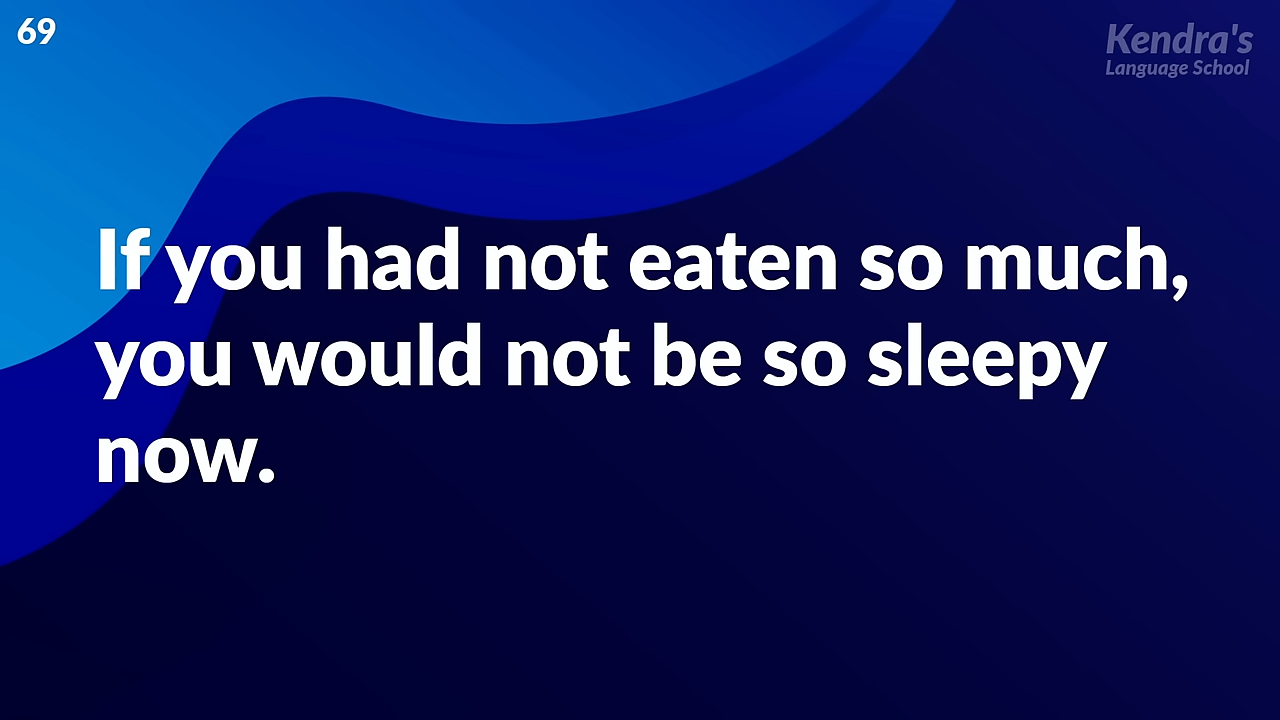 69
Kendra's
Language School
If you had not eaten so much,
you would not be so sleepy
now.